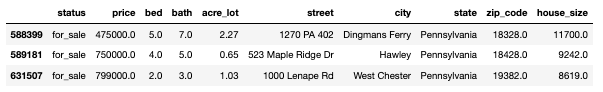 status price bed bath acre_lot street city state zip_code house_size
588399 for_sale 475000.0 5.0 7.0 2.27 1270 PA 402 Dingmans Ferry Pennsylvania 18328.0 11700.0
589181 for_sale 750000.0 4.0 5.0 0.65 523 Maple Ridge Dr Hawley Pennsylvania 18428.0 9242.0
631507 for_sale 799000.0 2.0 3.0 1.03 1000 Lenape Rd West Chester Pennsylvania 19382.0 8619.0